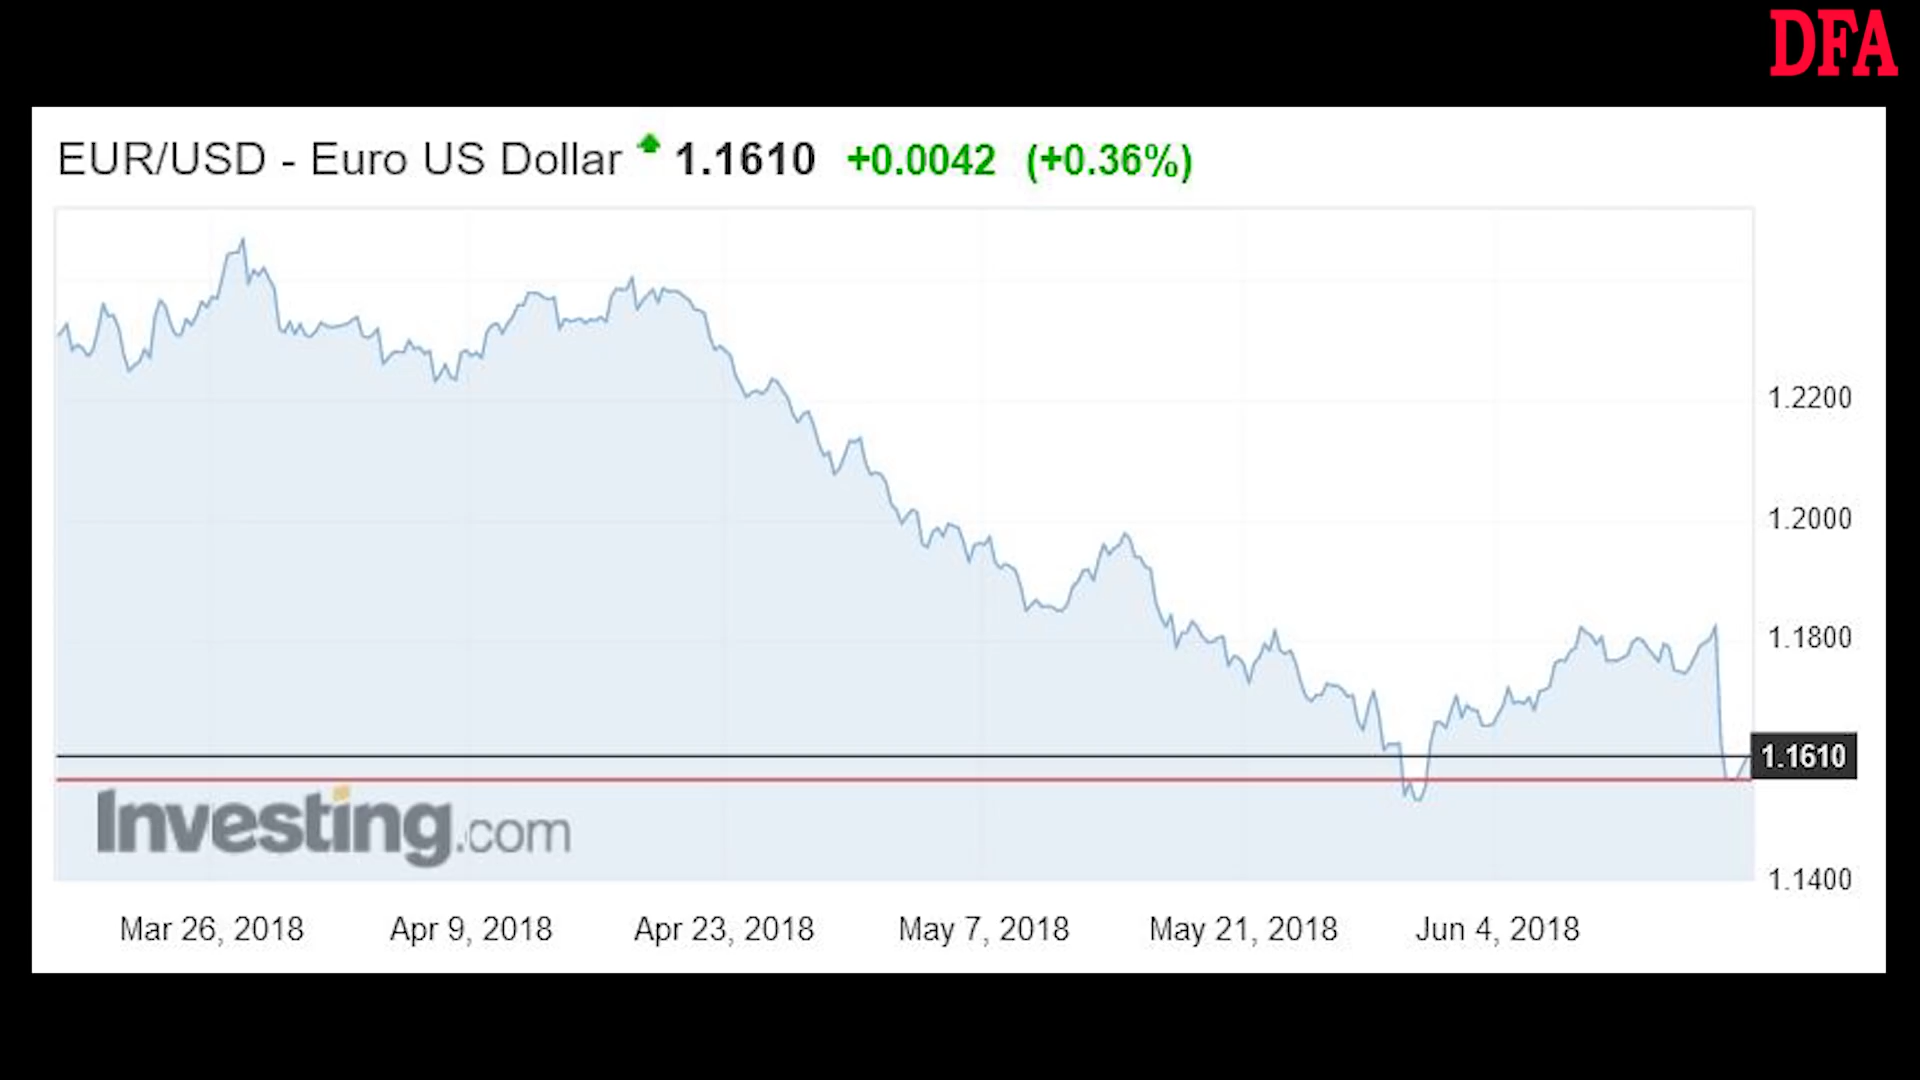 DFA
EUR/USD - Euro US Dollar 1.1610 +0.0042 (+0.36%)
1.2200
1.2000
1.1800
1.1610
1.1400
Investing.com
Mar 26, 2018 Apr 9, 2018 Apr 23, 2018 May 7, 2018 May 21, 2018 Jun 4, 2018